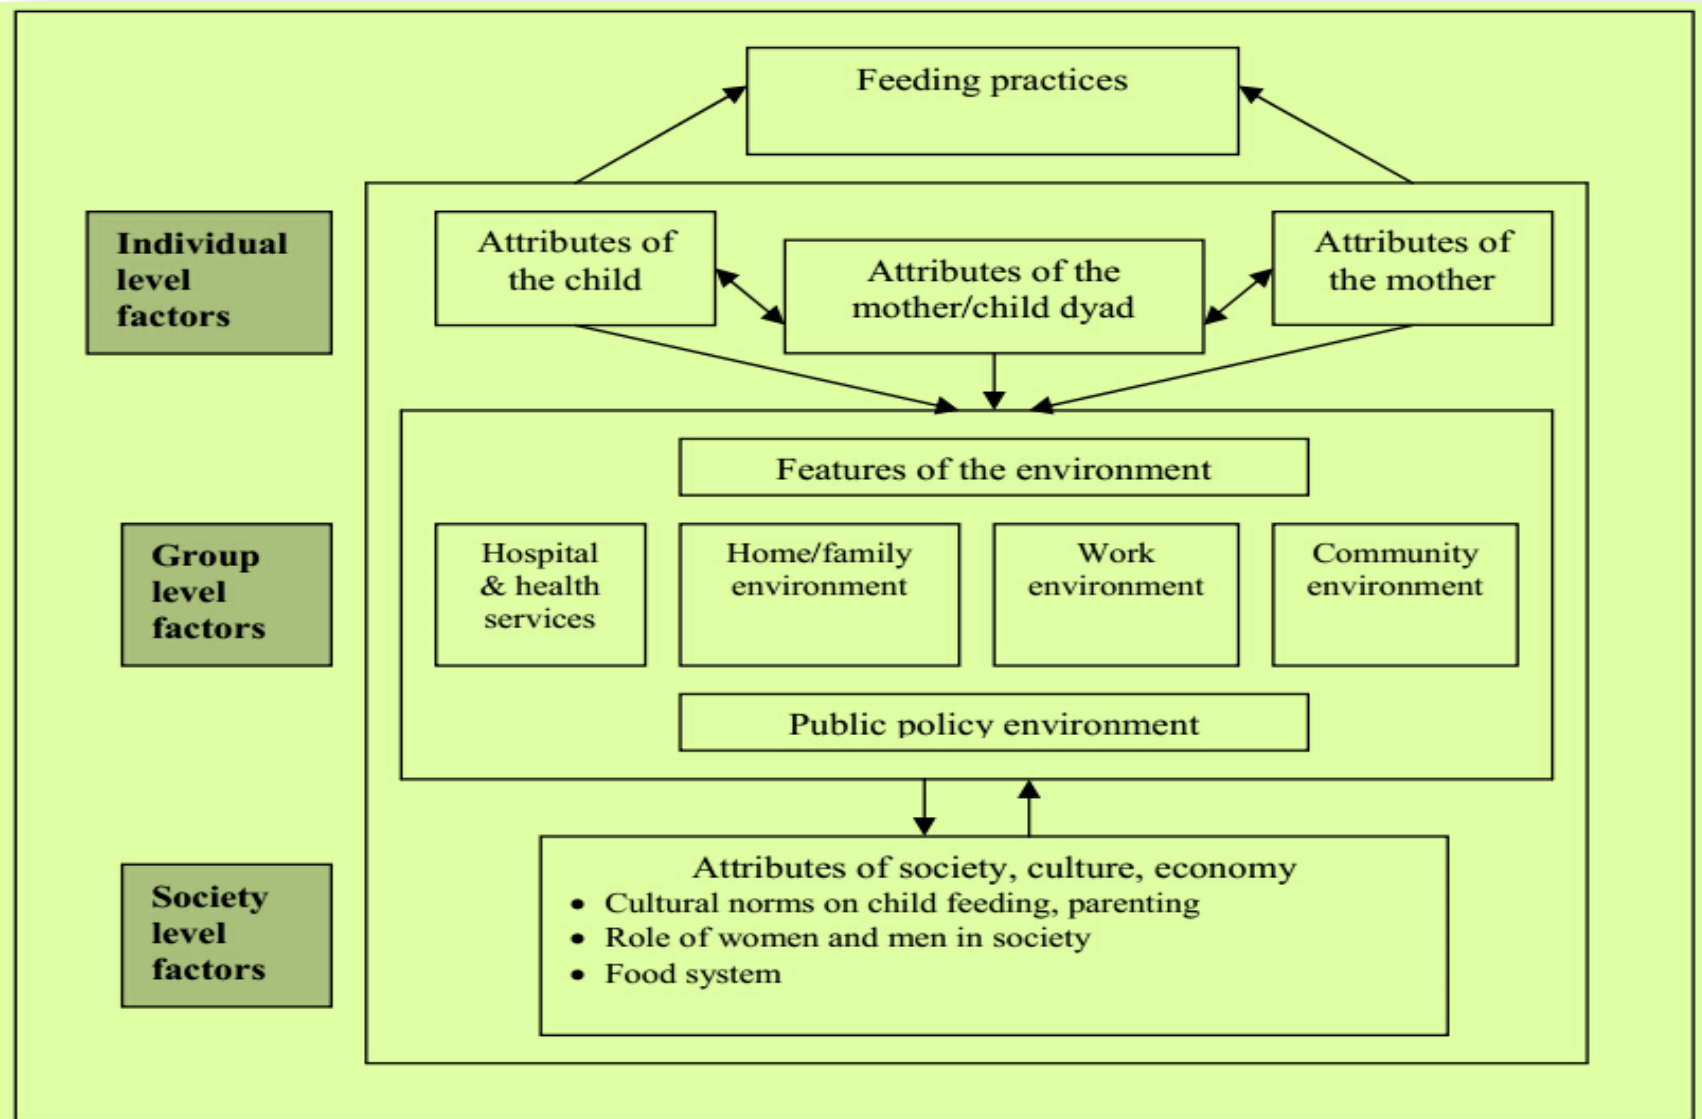 Feeding practices
Individual
level
factors
Attributes of
the child
Attributes of the
mother/child dyad
Attributes of
the mother
Features of the environment
Group
level
factors
Hospital
& health
services
Home/family
environment
Work
environment
Community
environment
Public policy environment
Society
level
factors
Attributes of society, culture, economy
• Cultural norms on child feeding, parenting
• Role of women and men in society
• Food system